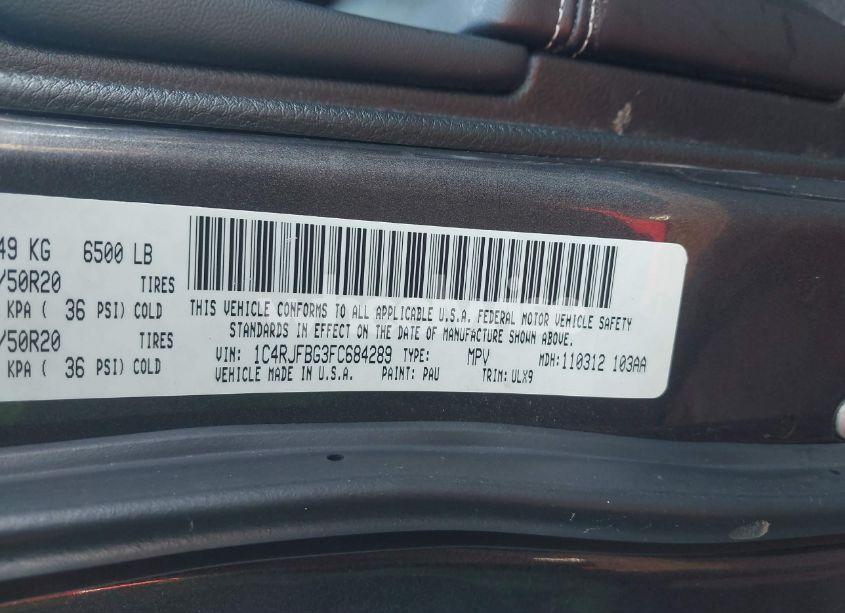 49 KG 6500 LB
/50R20 TIRES
KPA ( 36 PSI) COLD
/50R20 TIRES
KPA ( 36 PSI) COLD
THIS VEHICLE CONFORMS TO ALL APPLICABLE U.S.A. FEDERAL MOTOR VEHICLE SAFETY
STANDARDS IN EFFECT ON THE DATE OF MANUFACTURE SHOWN ABOVE.
VIN: 1C4RJFBG3FC684289 TYPE: MPV MDH: 110312 103AA
VEHICLE MADE IN U.S.A. PAINT: PAU TRIM: ULX9